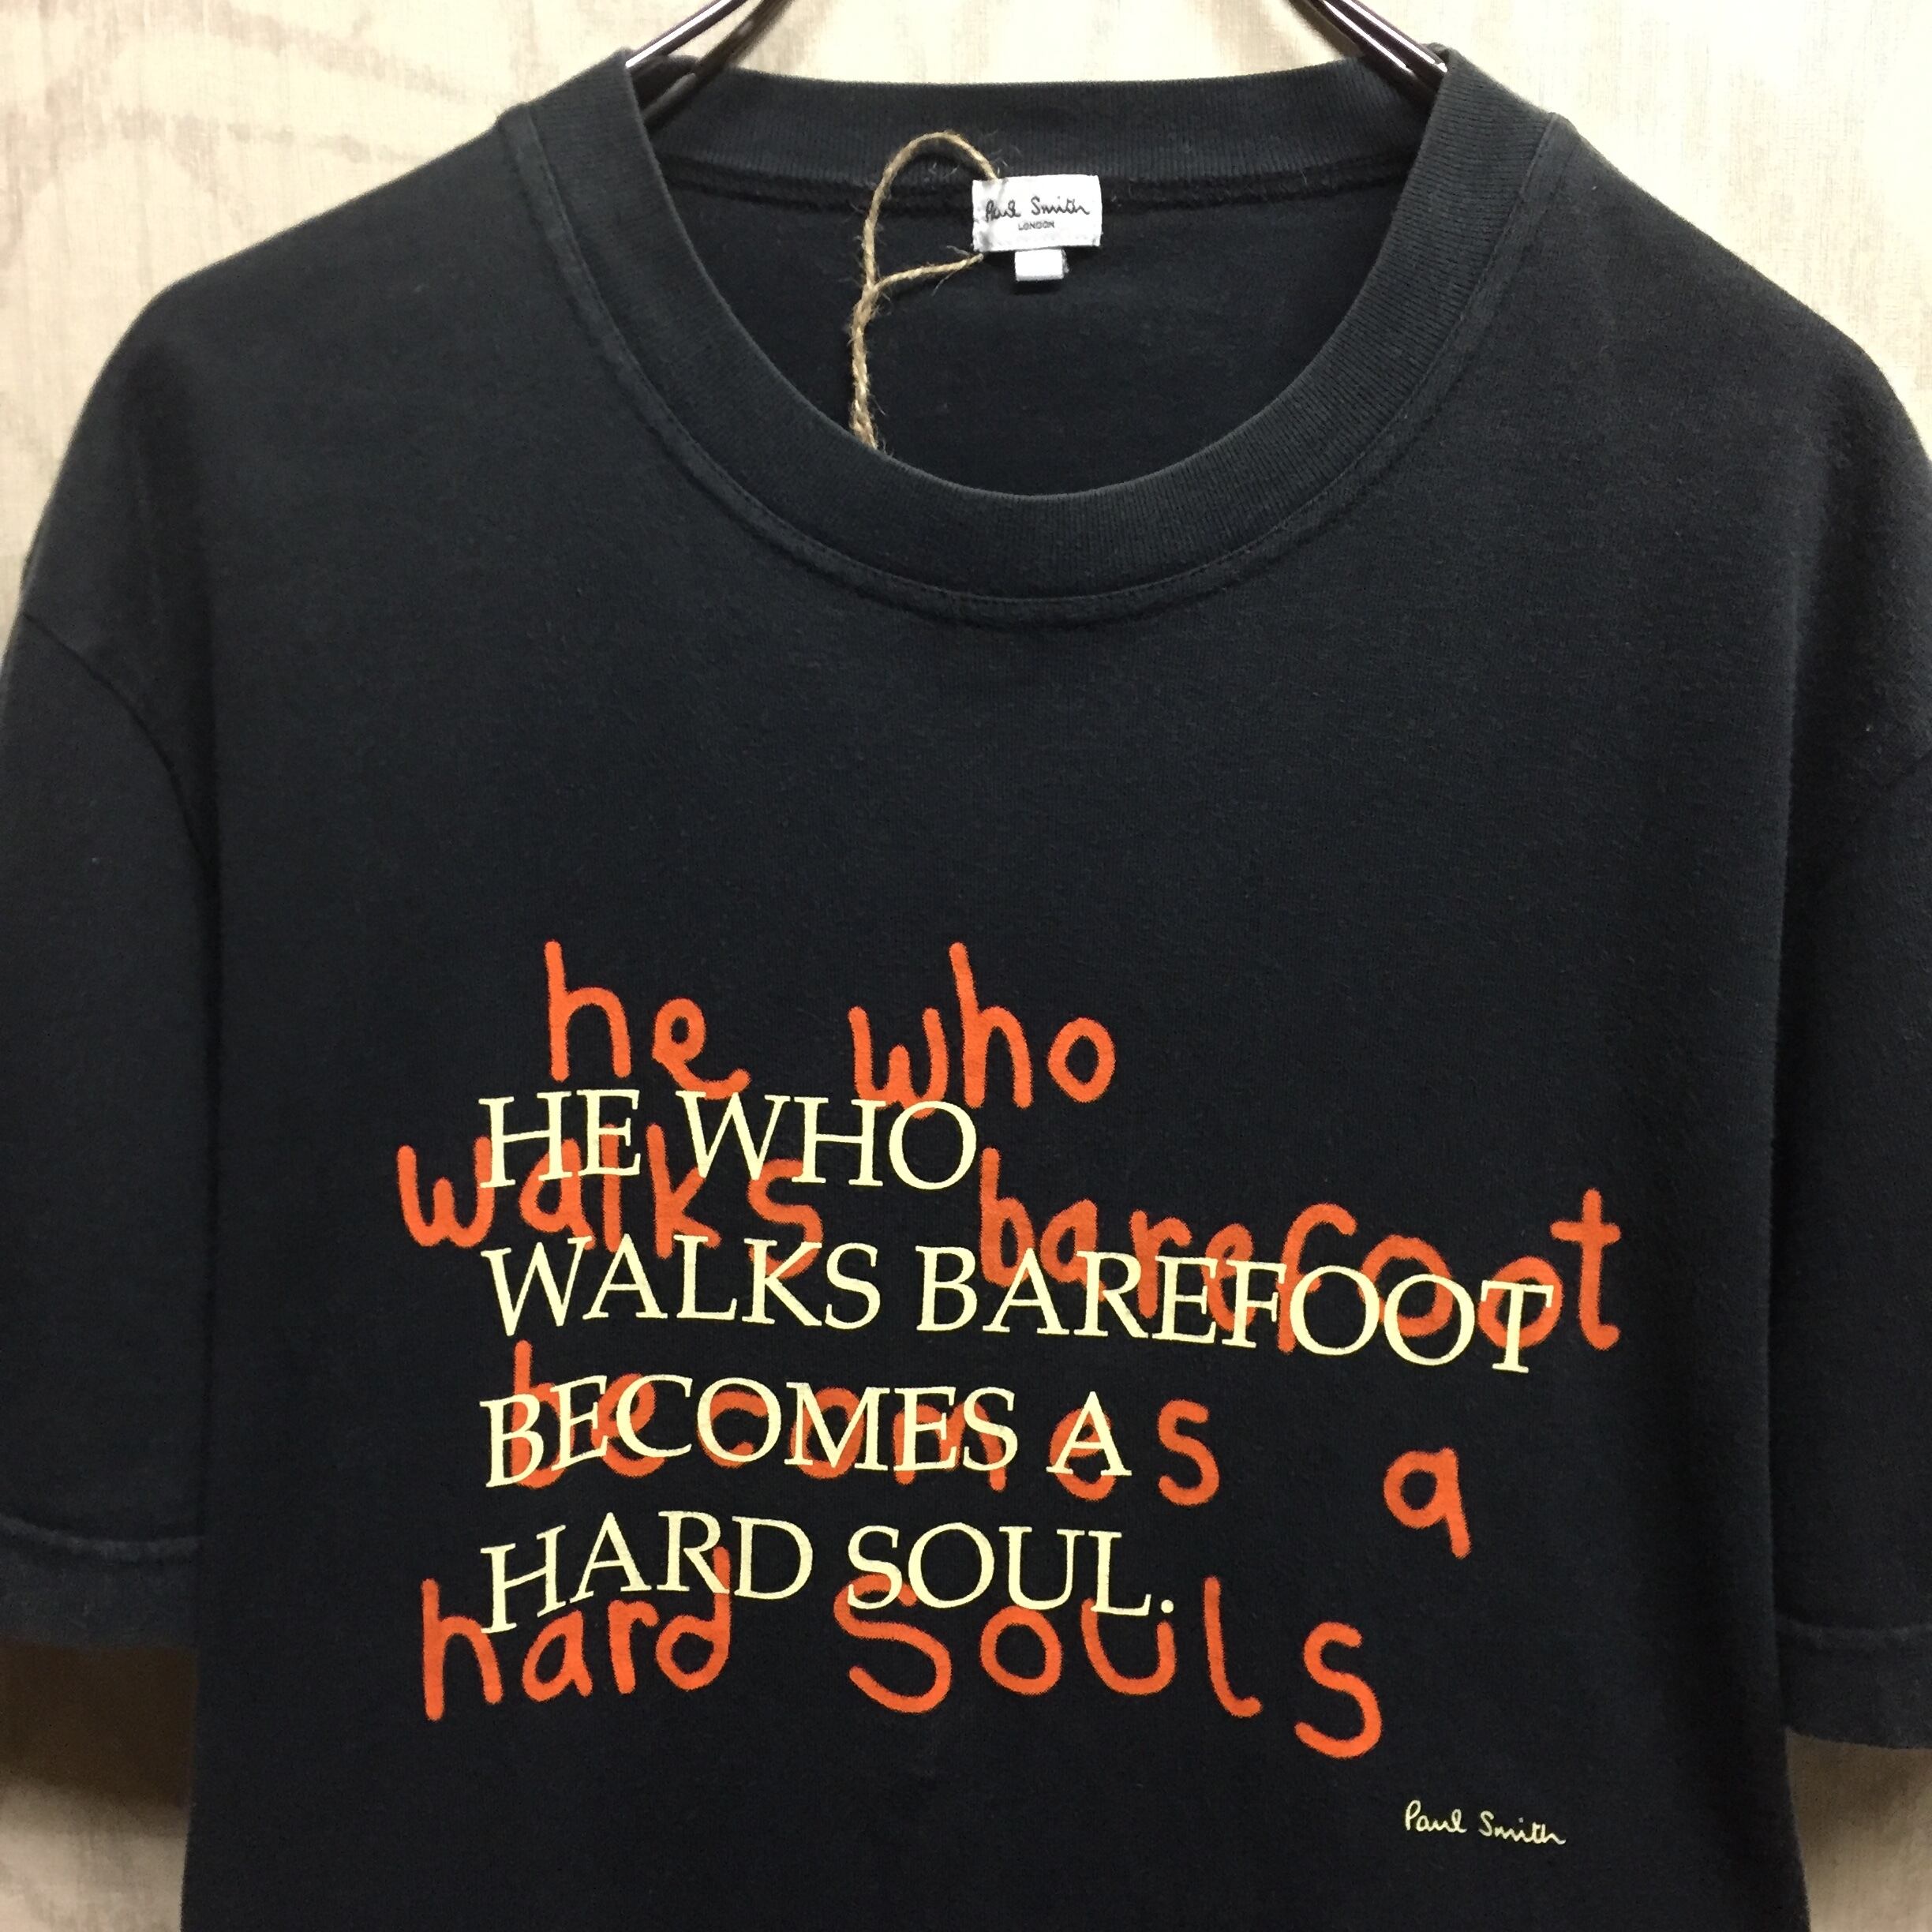 Paul Smith
LONDON
he who
HE WHO
walks barefoot
WALKS BAREFOOT
becomes a
BECOMES A
HARD SOUL.
hard souls
Paul Smith